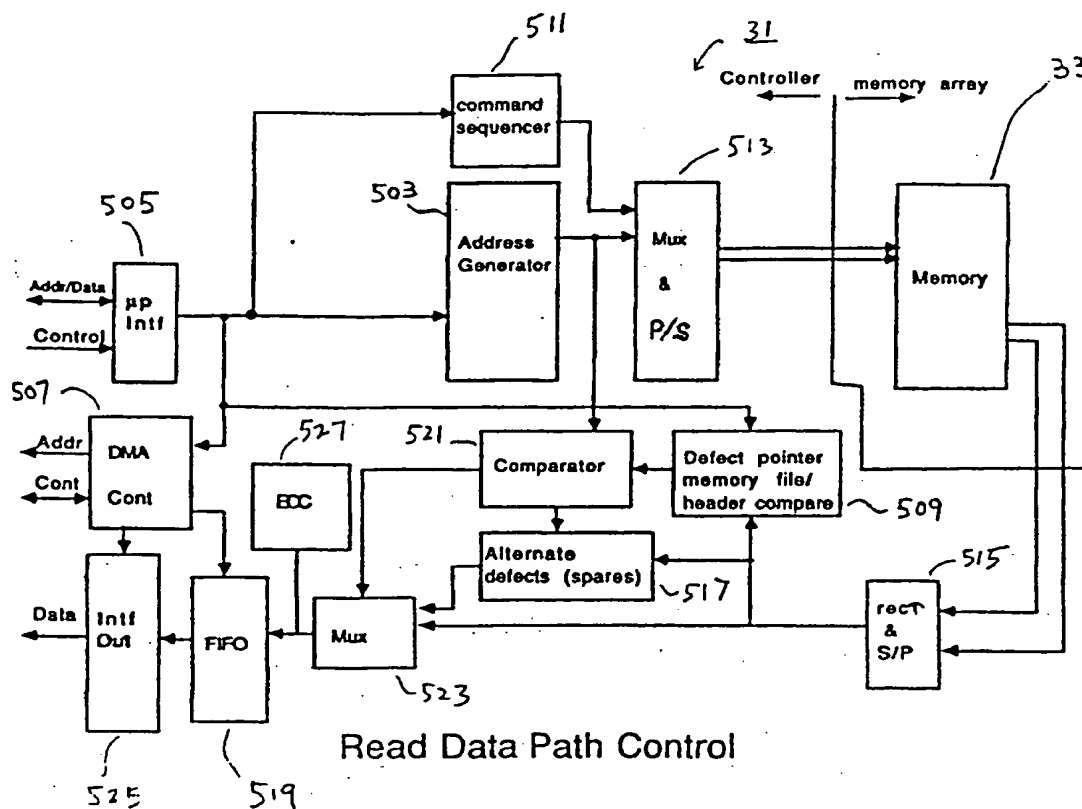 511
31
Controller
memory array
33
command
sequencer
513
503
505
Address
Generator
Mux
&
P/S
Memory
Addr/Data
µp
Intf
Control
507
Addr
DMA
Cont
Cont
527
ECC
521
Comparator
Defect pointer
memory file/
header compare
509
Alternate
defects (spares)
517
515
rect
&
S/P
Data
Intf
Out
FIFO
Mux
523
Read Data Path Control
525
519